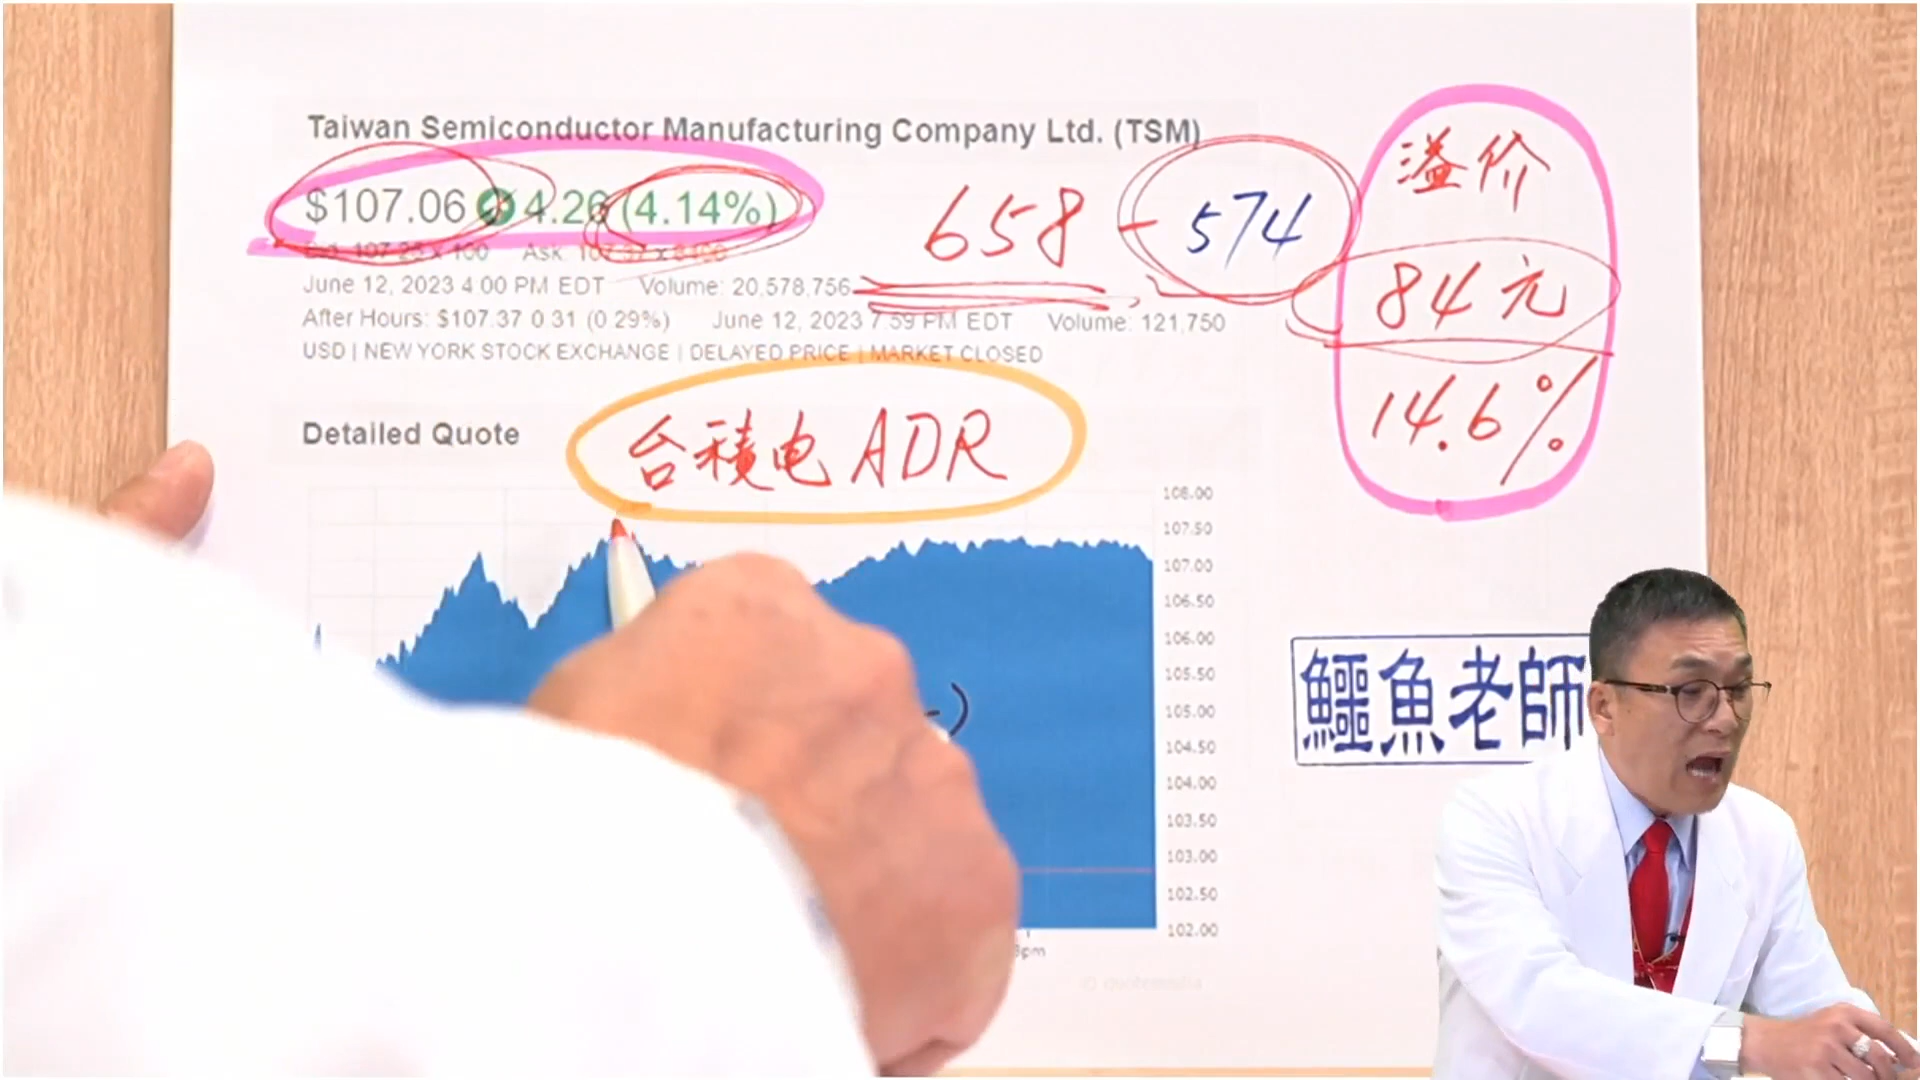 Taiwan Semiconductor Manufacturing Company Ltd. (TSM)
$107.06 4.26 (4.14%)
658 - 574
溢价
84元
14.6%
June 12, 2023 4:00 PM EDT Volume: 20,578,756
After Hours: $107.37 0.31 (0.29%) June 12, 2023 7:59 PM EDT Volume: 121,750
USD | NEW YORK STOCK EXCHANGE | DELAYED PRICE | MARKET CLOSED
Detailed Quote
台積电 ADR
108.00
107.50
107.00
106.50
106.00
105.50
105.00
104.50
104.00
103.50
103.00
102.50
102.00
3pm
鱷魚老師